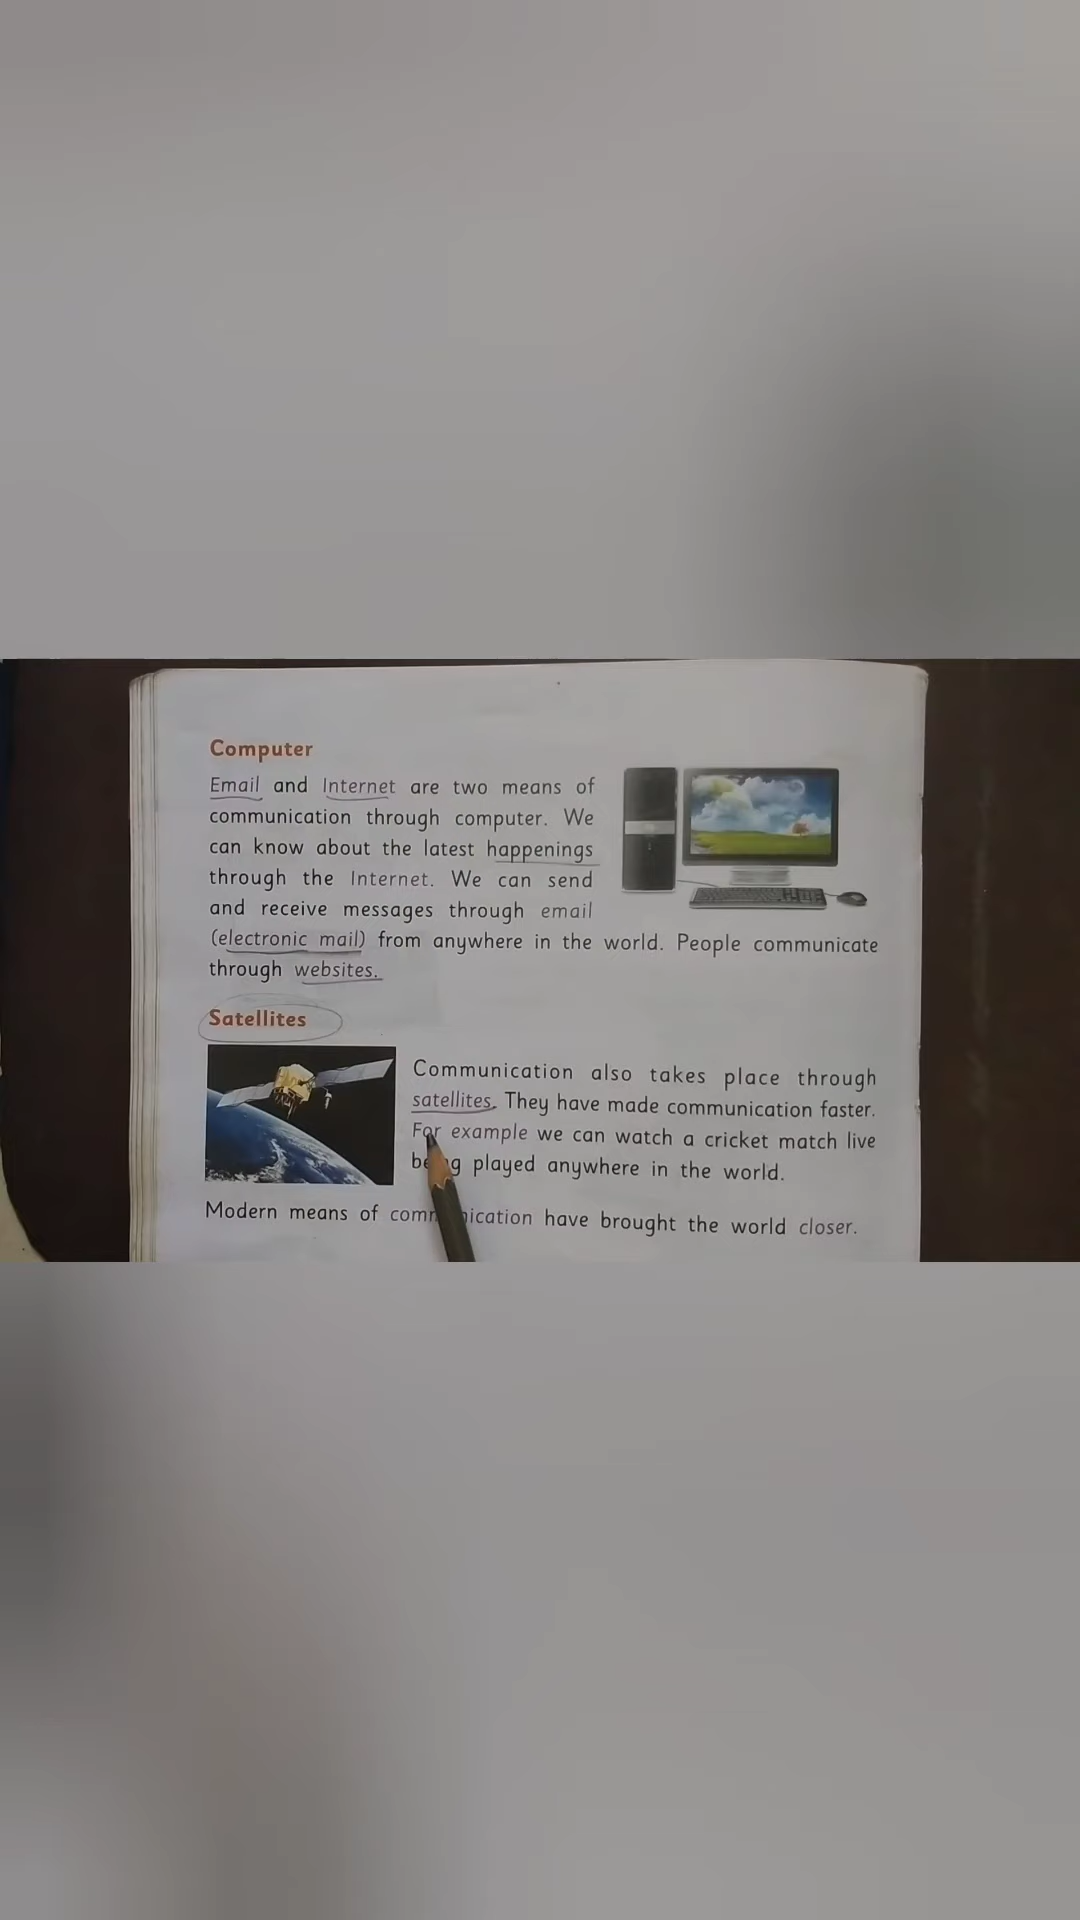 Computer
Email and Internet are two means of
communication through computer. We
can know about the latest happenings
through the Internet. We can send
and receive messages through email
(electronic mail) from anywhere in the world. People communicate
through websites.
Satellites
Communication also takes place through
satellites. They have made communication faster.
For example we can watch a cricket match live
being played anywhere in the world.
Modern means of communication have brought the world closer.